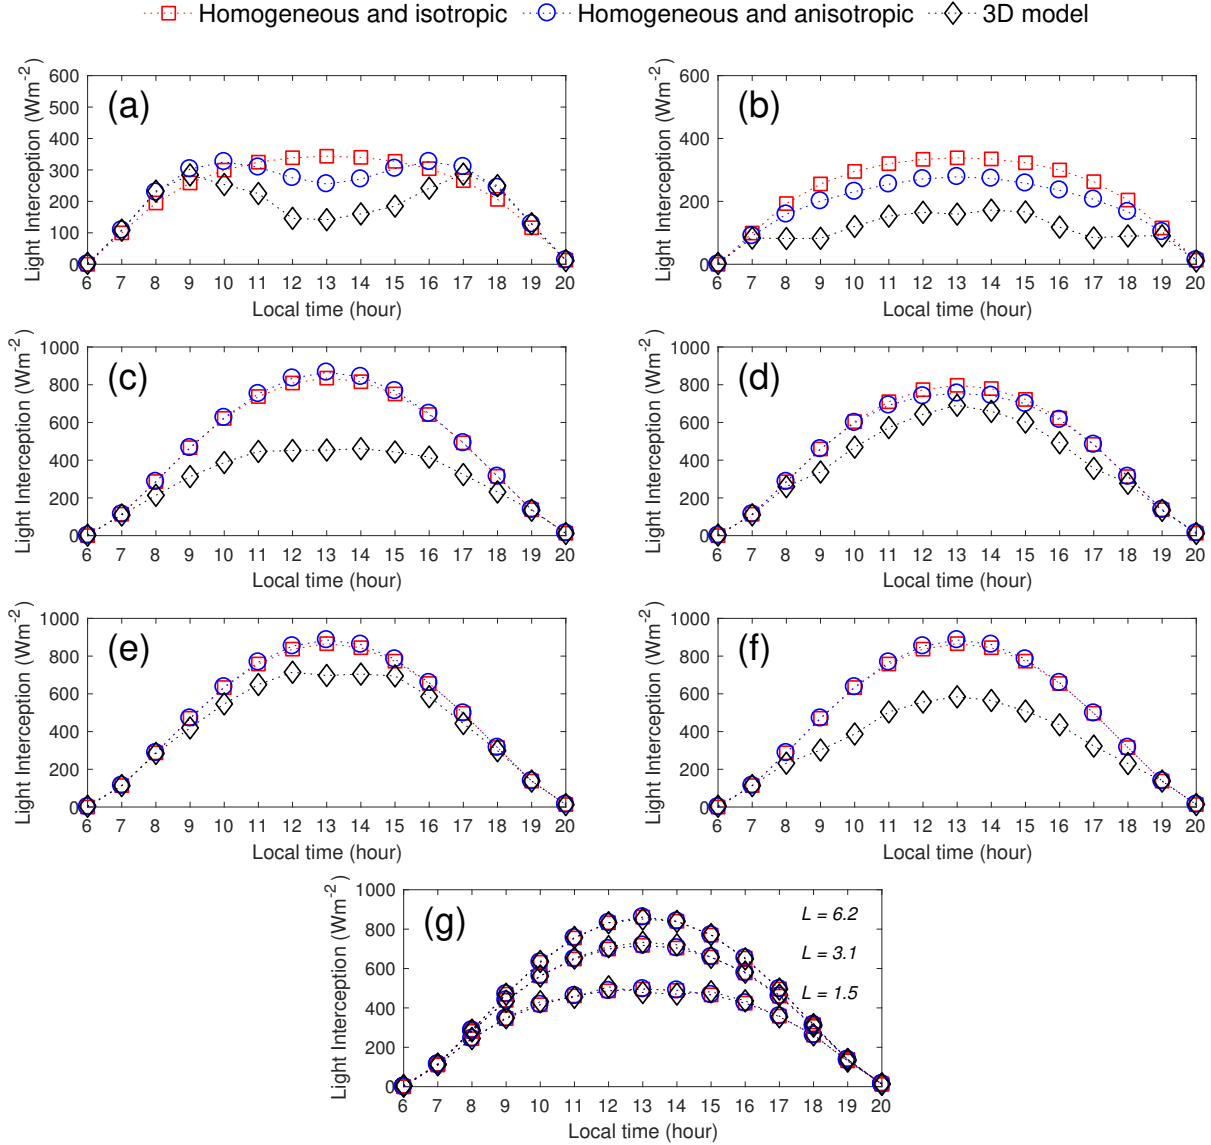 Homogeneous and isotropic Homogeneous and anisotropic 3D model
(a)
Light Interception (Wm-2)
600
500
400
300
200
100
0
6 7 8 9 10 11 12 13 14 15 16 17 18 19 20
Local time (hour)
(b)
Light Interception (Wm-2)
600
400
200
0
6 7 8 9 10 11 12 13 14 15 16 17 18 19 20
Local time (hour)
(c)
Light Interception (Wm-2)
1000
800
600
400
200
0
6 7 8 9 10 11 12 13 14 15 16 17 18 19 20
Local time (hour)
(d)
Light Interception (Wm-2)
1000
800
600
400
200
0
6 7 8 9 10 11 12 13 14 15 16 17 18 19 20
Local time (hour)
(e)
Light Interception (Wm-2)
1000
800
600
400
200
0
6 7 8 9 10 11 12 13 14 15 16 17 18 19 20
Local time (hour)
(f)
Light Interception (Wm-2)
1000
800
600
400
200
0
6 7 8 9 10 11 12 13 14 15 16 17 18 19 20
Local time (hour)
(g)
Light Interception (Wm-2)
1000
800
600
400
200
0
L = 6.2
L = 3.1
L = 1.5
6 7 8 9 10 11 12 13 14 15 16 17 18 19 20
Local time (hour)